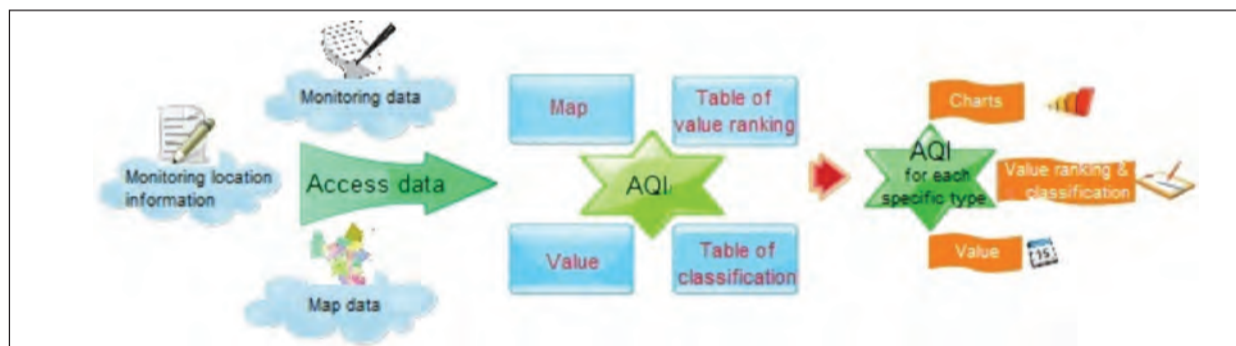 Monitoring data
Monitoring location
information
Map data
Access data
Map
Table of
value ranking
AQI
Value
Table of
classification
AQI
for each
specific type
Charts
Value ranking &
classification
Value
15